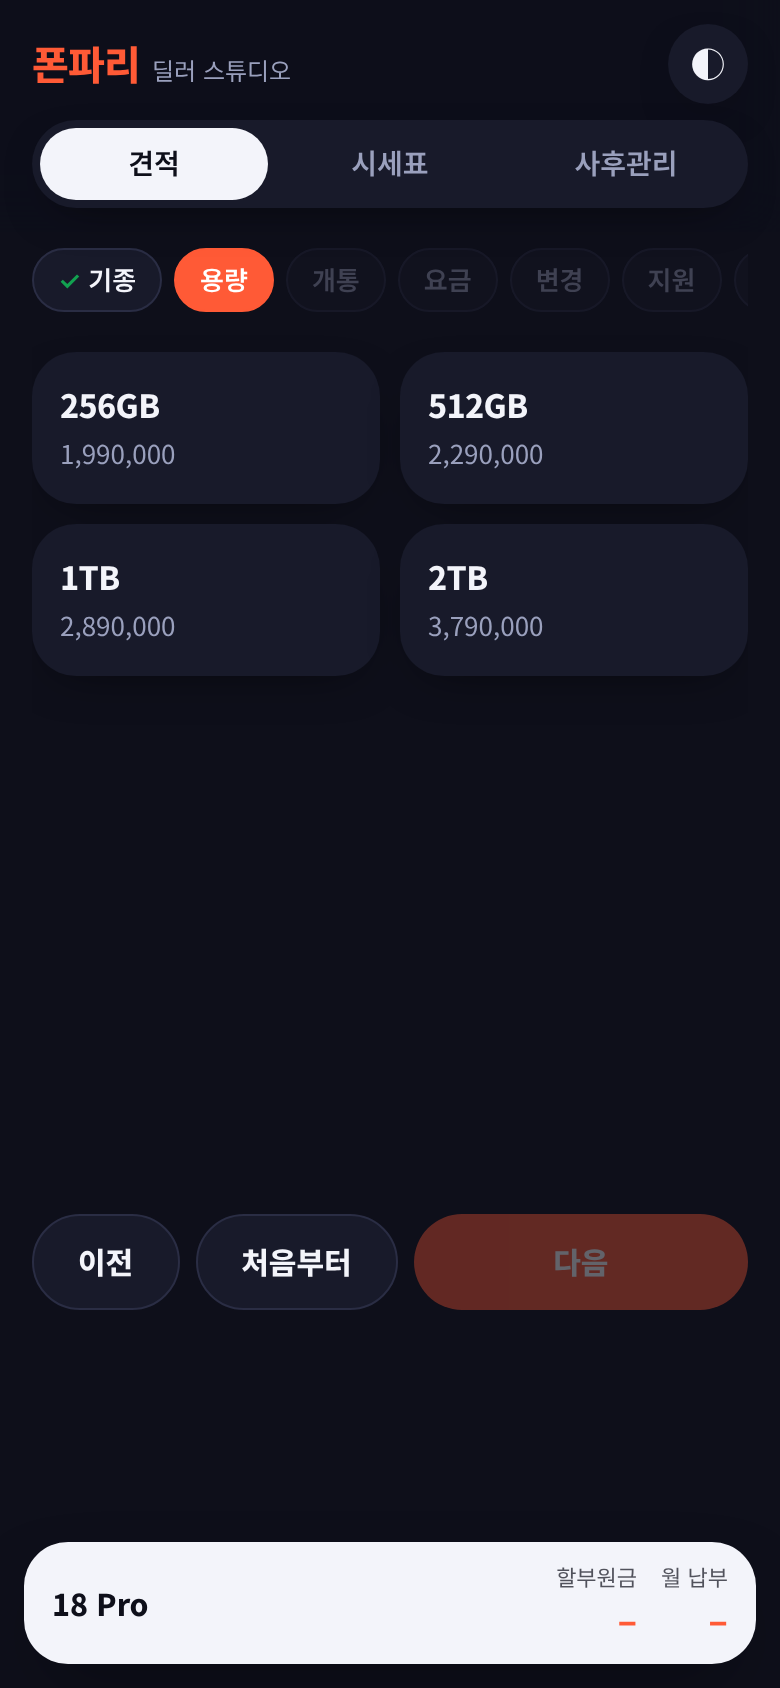 폰파리 딜러 스튜디오
견적 시세표 사후관리
✓ 기종 용량 개통 요금 변경 지원
256GB 512GB
1,990,000 2,290,000
1TB 2TB
2,890,000 3,790,000
이전 처음부터 다음
할부원금 월 납부
18 Pro
– –